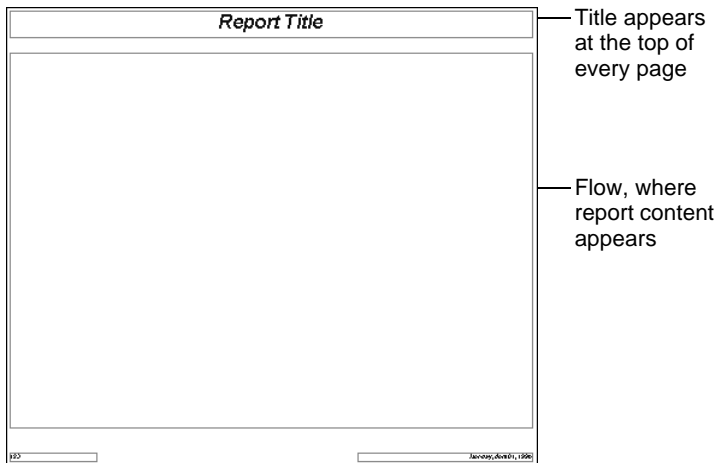 Report Title
Title appears
at the top of
every page
Flow, where
report content
appears